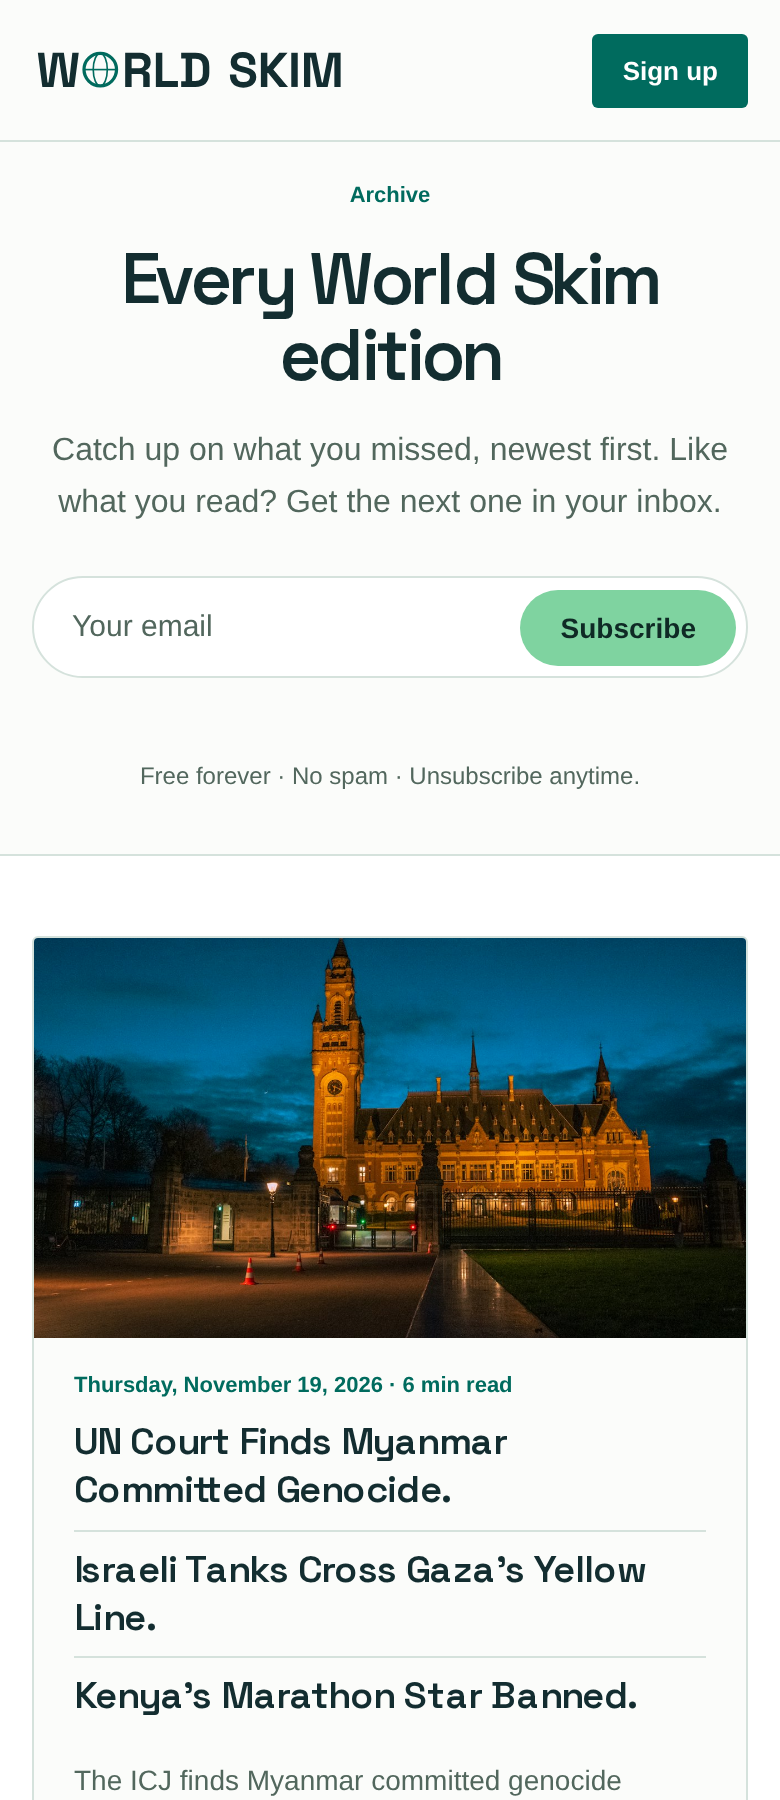 WORLD SKIM
Sign up
Archive
Every World Skim
edition
Catch up on what you missed, newest first. Like
what you read? Get the next one in your inbox.
Your email
Subscribe
Free forever · No spam · Unsubscribe anytime.
Thursday, November 19, 2026 · 6 min read
UN Court Finds Myanmar
Committed Genocide.
Israeli Tanks Cross Gaza’s Yellow
Line.
Kenya’s Marathon Star Banned.
The ICJ finds Myanmar committed genocide